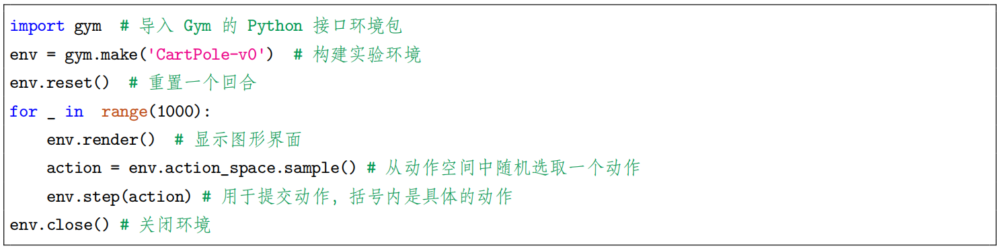 import gym  # 导入 Gym 的 Python 接口环境包
env = gym.make('CartPole-v0')  # 构建实验环境
env.reset()  # 重置一个回合
for _ in  range(1000):
    env.render()  # 显示图形界面
    action = env.action_space.sample() # 从动作空间中随机选取一个动作
    env.step(action) # 用于提交动作，括号内是具体的动作
env.close() # 关闭环境